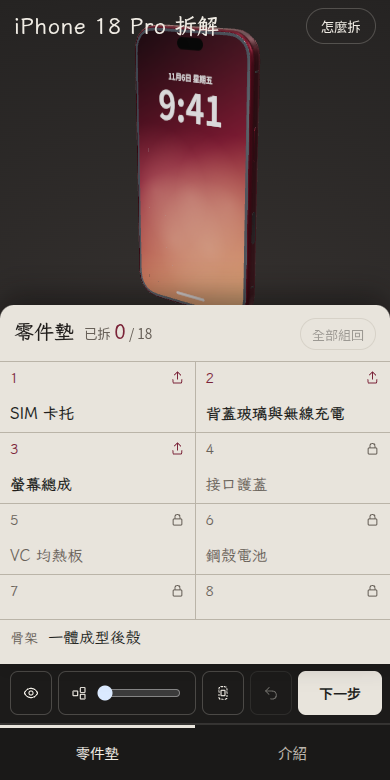 iPhone 18 Pro 拆解
怎麼拆
11月6日 星期五
9:41
零件墊 已拆 0 / 18
全部組回
1
SIM 卡托
2
背蓋玻璃與無線充電
3
螢幕總成
4
接口護蓋
5
VC 均熱板
6
鋼殼電池
7
8
骨架 一體成型後殼
下一步
零件墊
介紹